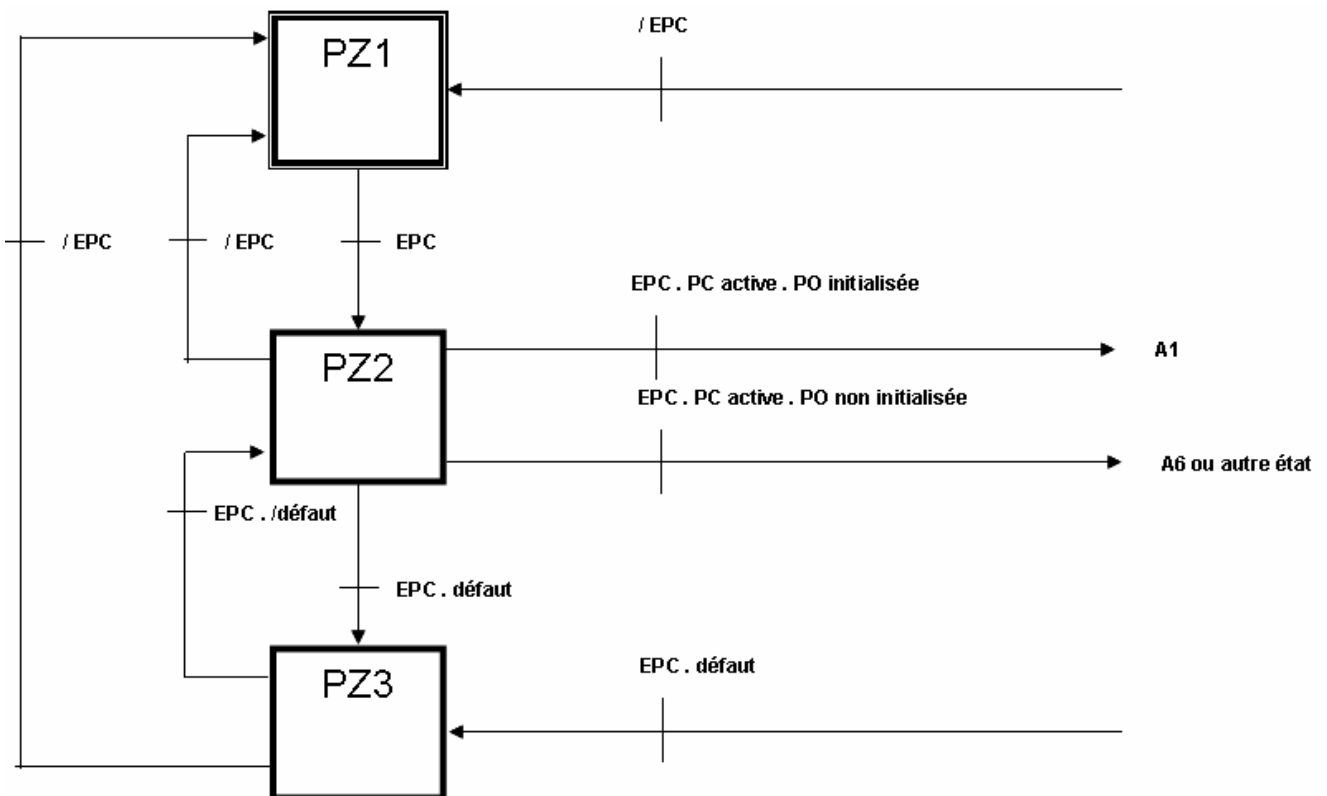 / EPC
PZ1
/ EPC
/ EPC
EPC
EPC . PC active . PO initialisée
A1
PZ2
EPC . PC active . PO non initialisée
A6 ou autre état
EPC . /défaut
EPC . défaut
EPC . défaut
PZ3